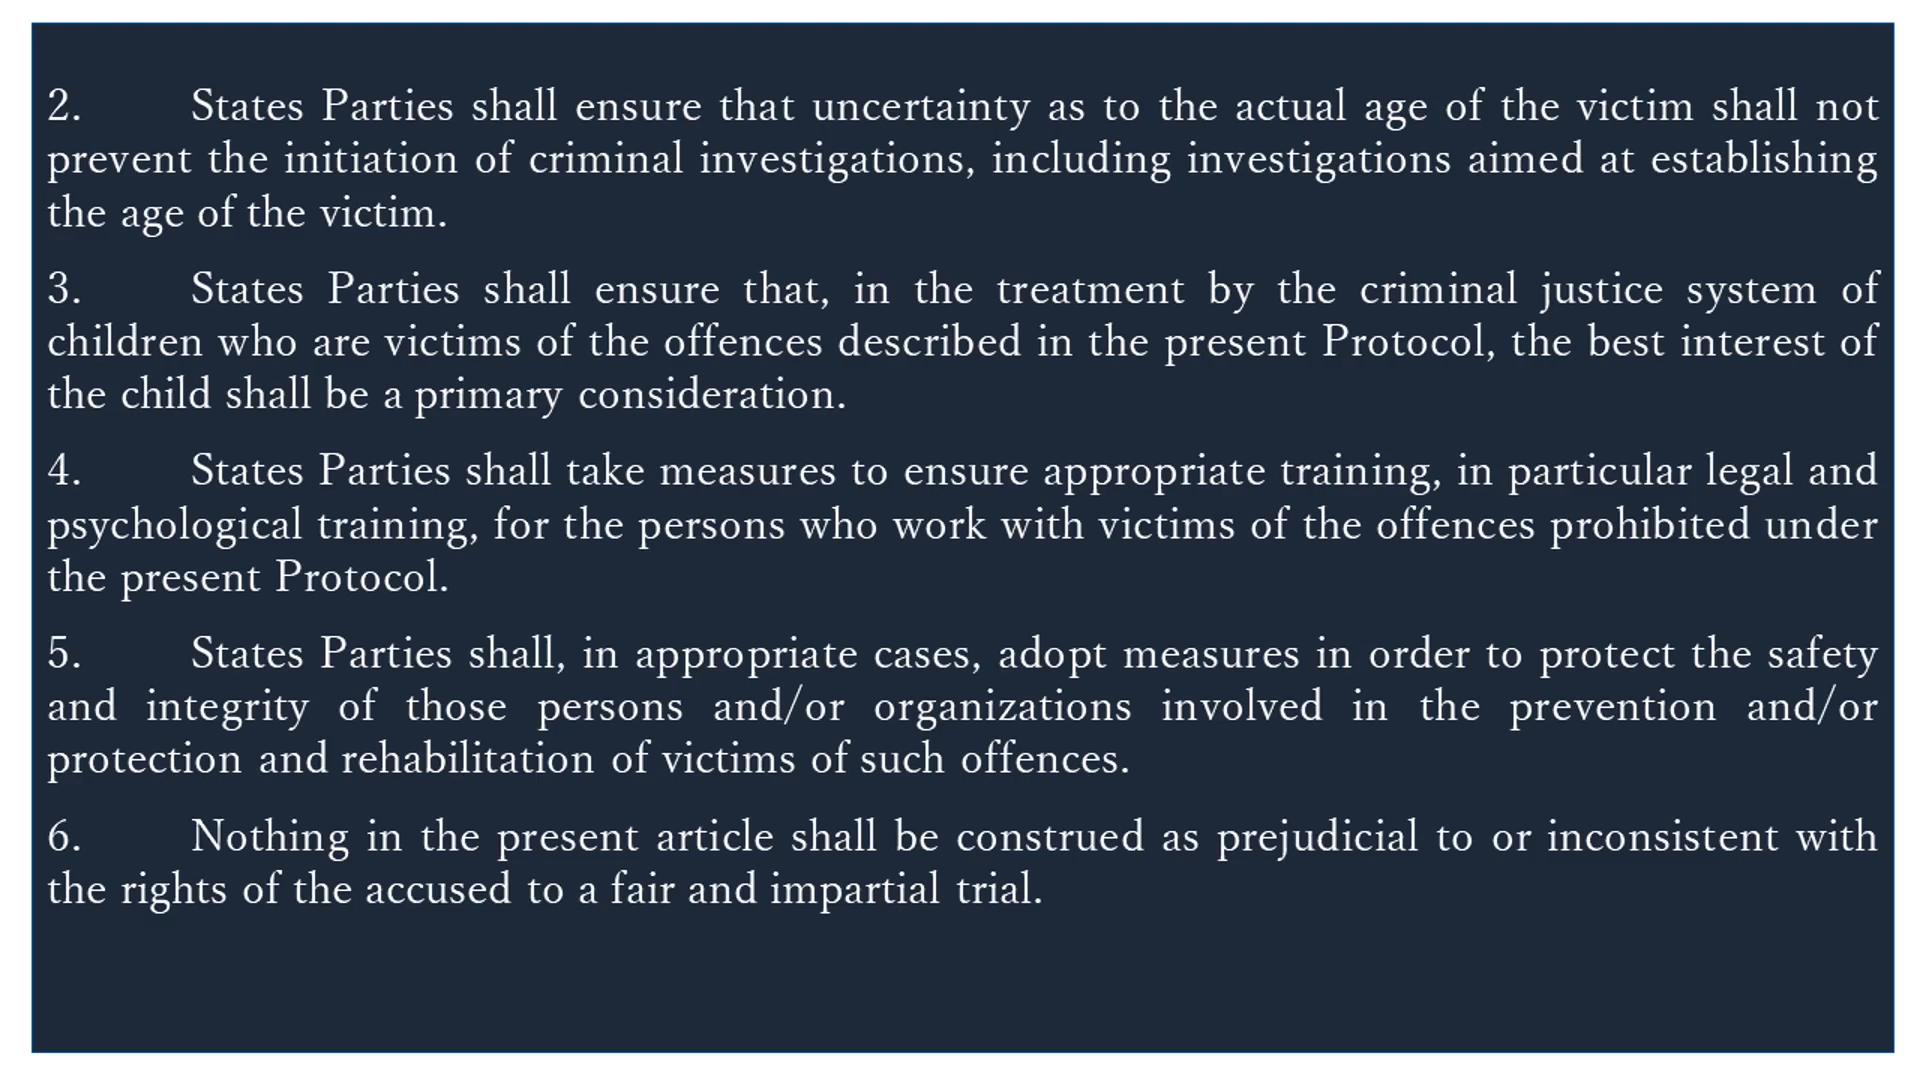 2. States Parties shall ensure that uncertainty as to the actual age of the victim shall not
prevent the initiation of criminal investigations, including investigations aimed at establishing
the age of the victim.
3. States Parties shall ensure that, in the treatment by the criminal justice system of
children who are victims of the offences described in the present Protocol, the best interest of
the child shall be a primary consideration.
4. States Parties shall take measures to ensure appropriate training, in particular legal and
psychological training, for the persons who work with victims of the offences prohibited under
the present Protocol.
5. States Parties shall, in appropriate cases, adopt measures in order to protect the safety
and integrity of those persons and/or organizations involved in the prevention and/or
protection and rehabilitation of victims of such offences.
6. Nothing in the present article shall be construed as prejudicial to or inconsistent with
the rights of the accused to a fair and impartial trial.